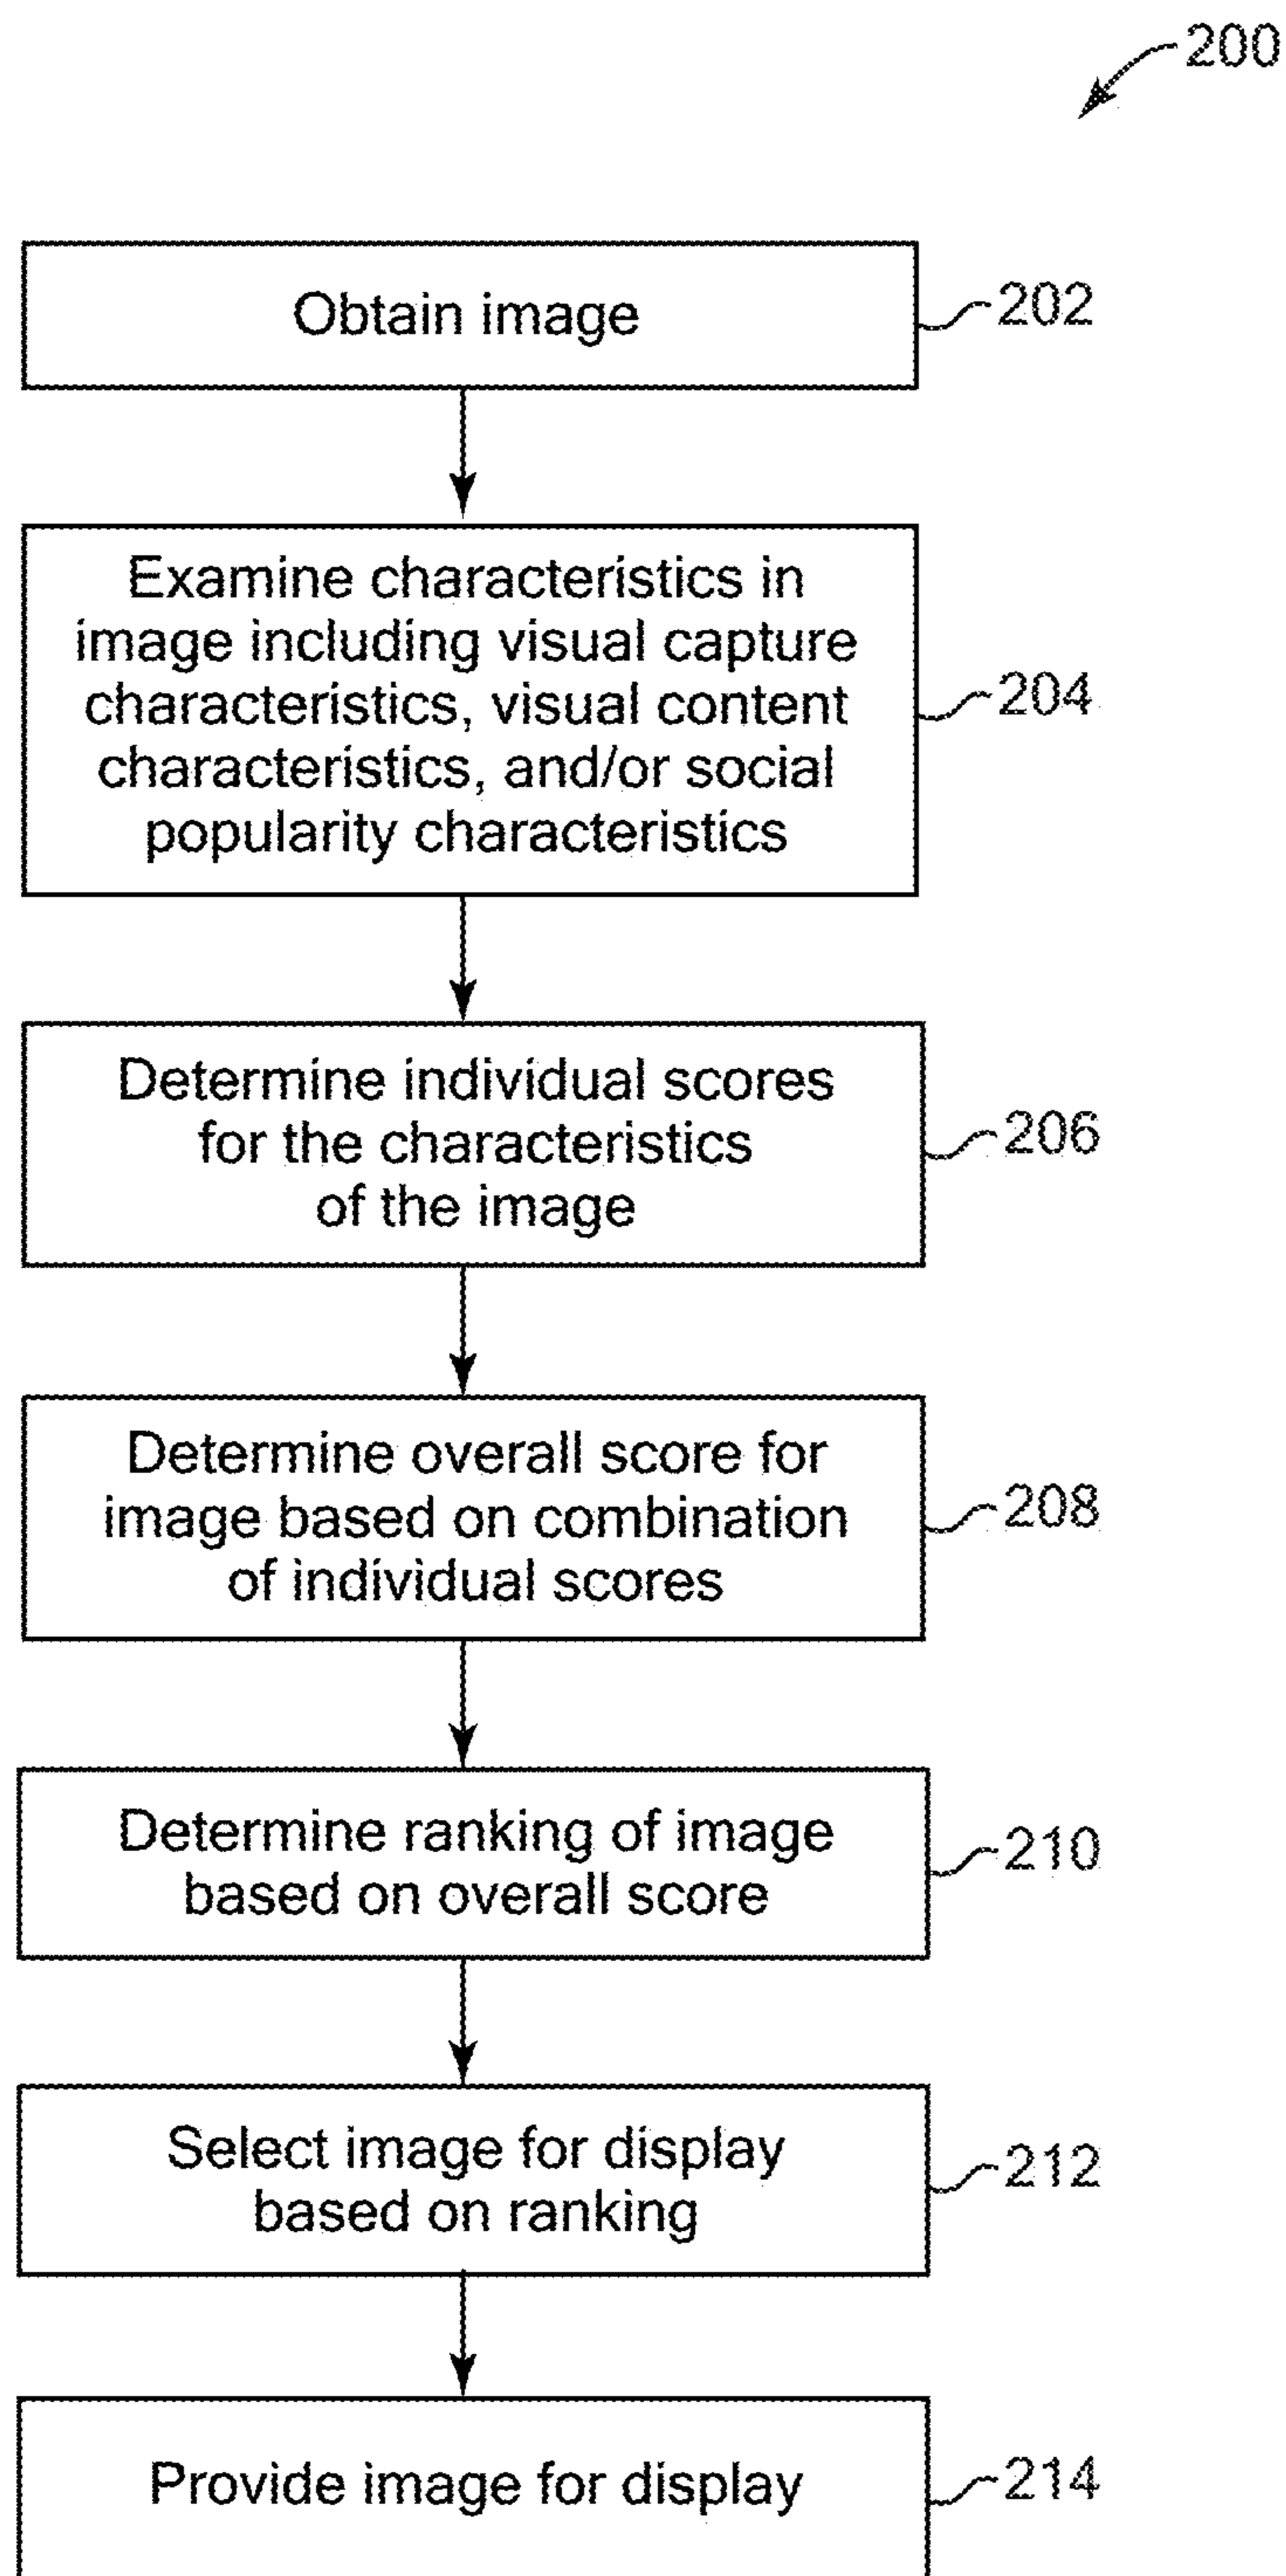 200
Obtain image
202
Examine characteristics in
image including visual capture
characteristics, visual content
characteristics, and/or social
popularity characteristics
204
Determine individual scores
for the characteristics
of the image
206
Determine overall score for
image based on combination
of individual scores
208
Determine ranking of image
based on overall score
210
Select image for display
based on ranking
212
Provide image for display
214